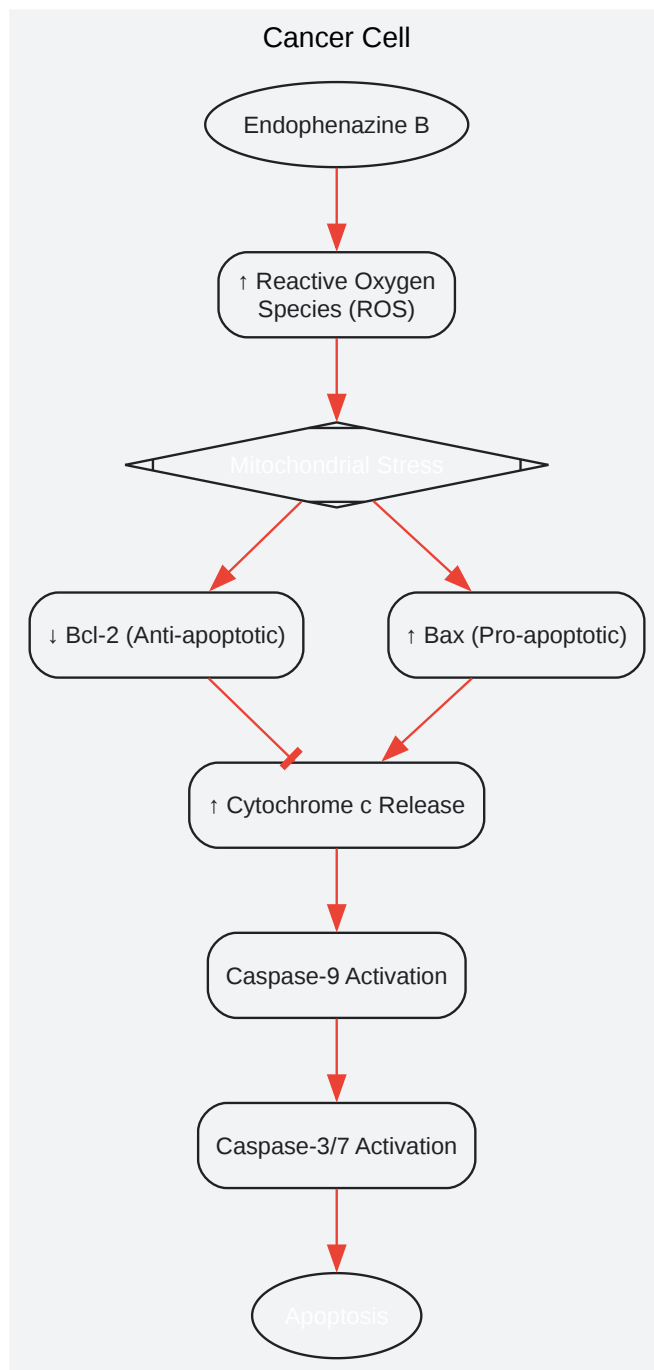 Cancer Cell
Endophenazine B
↑ Reactive Oxygen
Species (ROS)
Mitochondrial Stress
↓ Bcl-2 (Anti-apoptotic)
↑ Bax (Pro-apoptotic)
↑ Cytochrome c Release
Caspase-9 Activation
Caspase-3/7 Activation
Apoptosis